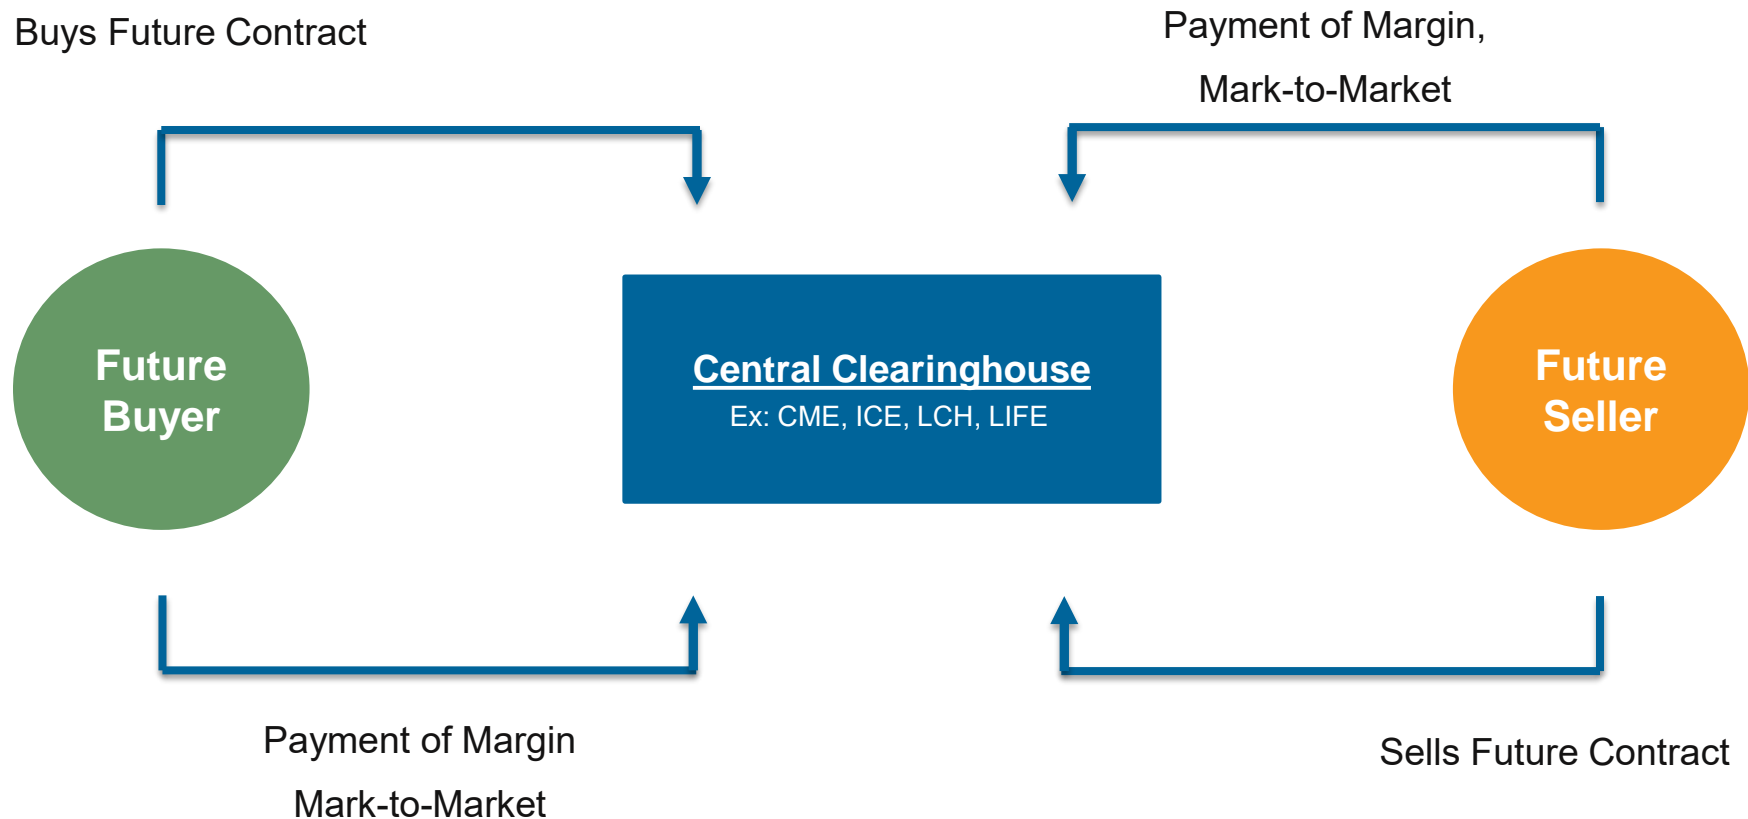 Buys Future Contract
Payment of Margin,
Mark-to-Market
Future
Buyer
Central Clearinghouse
Ex: CME, ICE, LCH, LIFE
Future
Seller
Payment of Margin
Mark-to-Market
Sells Future Contract